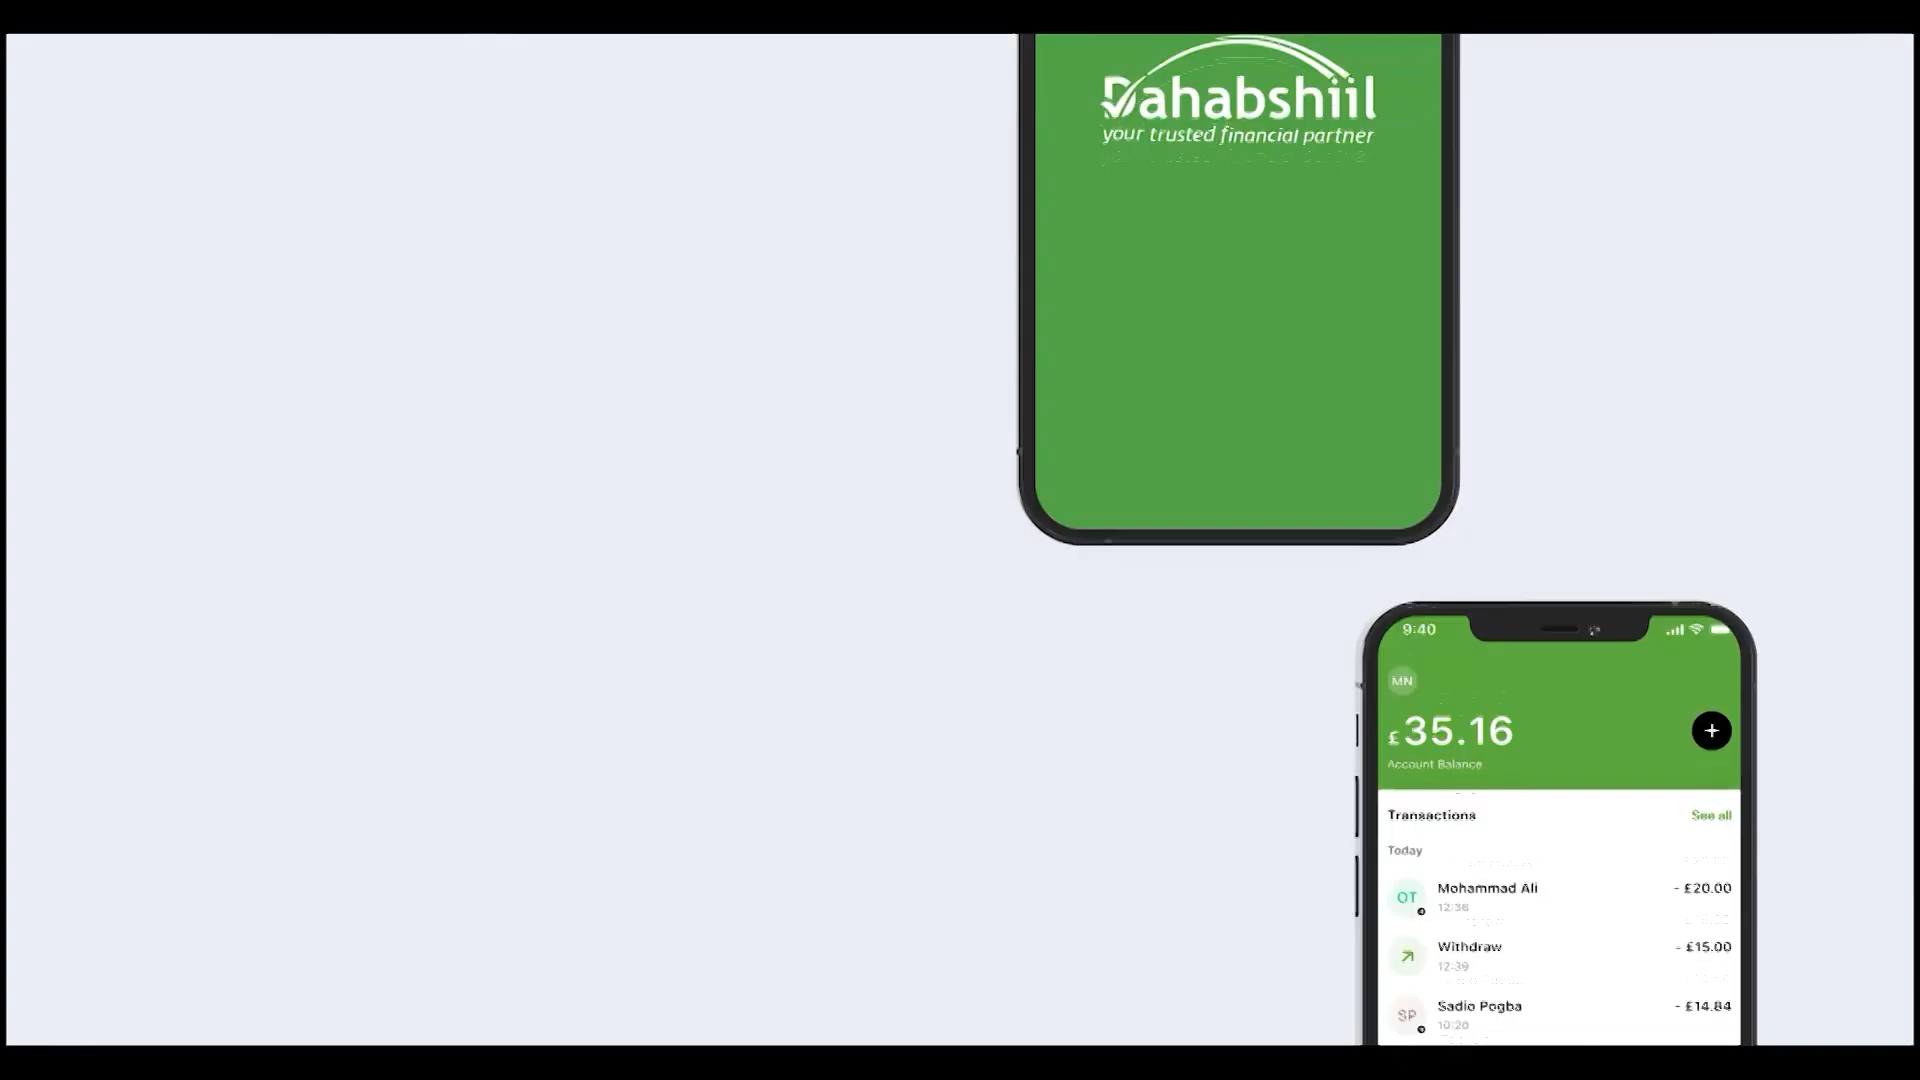 Dahabshiil
your trusted financial partner
9:40
MN
£35.16
Account Balance
Transactions
See all
Today
OT
Mohammad Ali
- £20.00
12:36
Withdraw
- £15.00
12:39
SP
Sadio Pogba
- £14.84
10:20